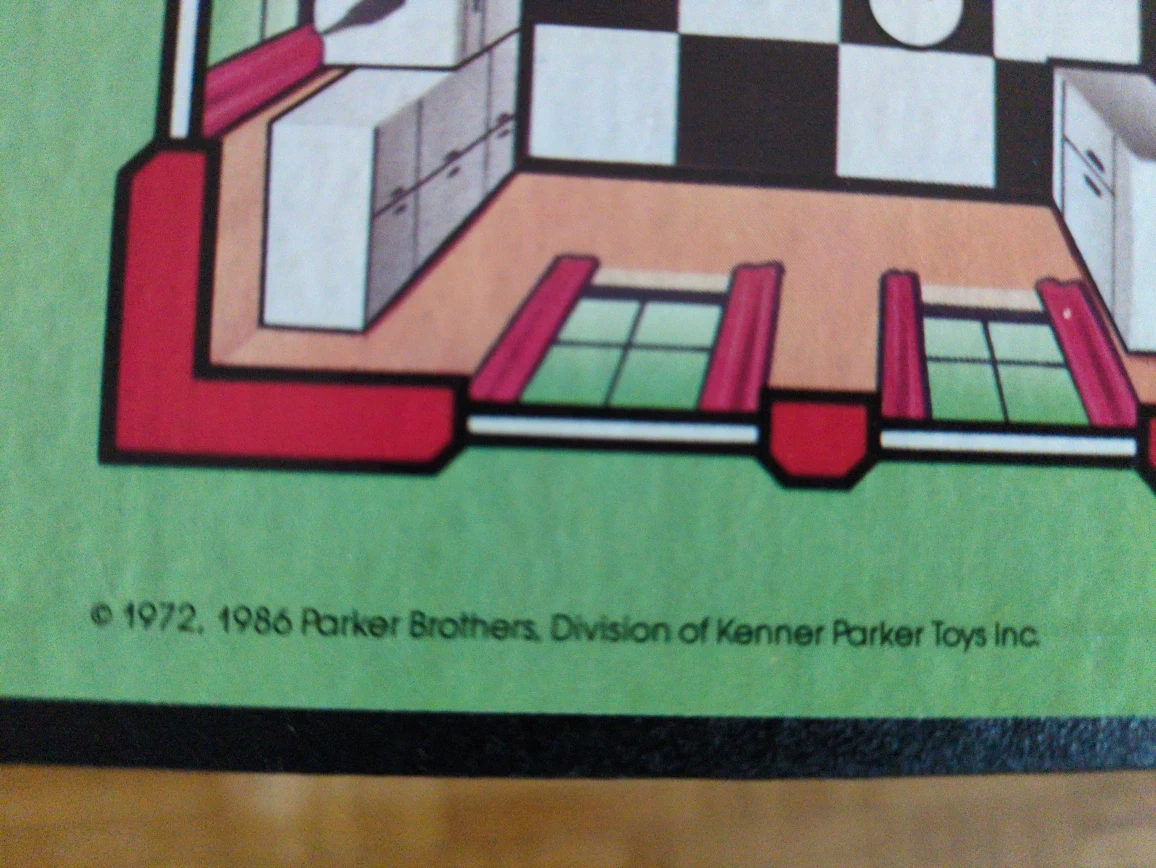 © 1972, 1986 Parker Brothers, Division of Kenner Parker Toys Inc.